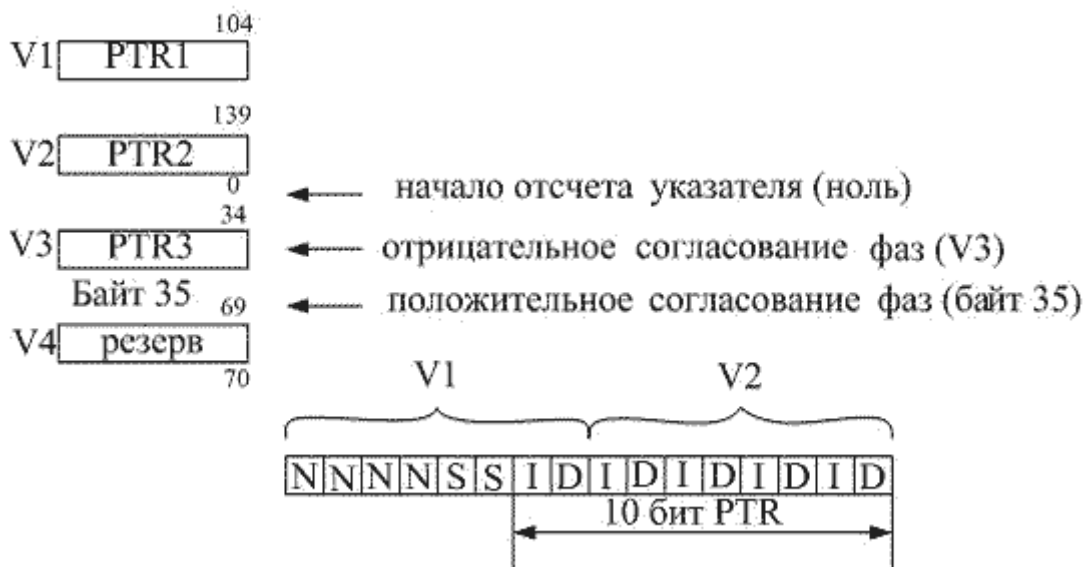 104
V1 PTR1
139
V2 PTR2
0 начало отсчета указателя (ноль)
34
V3 PTR3 отрицательное согласование фаз (V3)
Байт 35 положительное согласование фаз (байт 35)
69
V4 резерв
70
V1 V2
N N N N S S I D I D I D I D I D
10 бит PTR